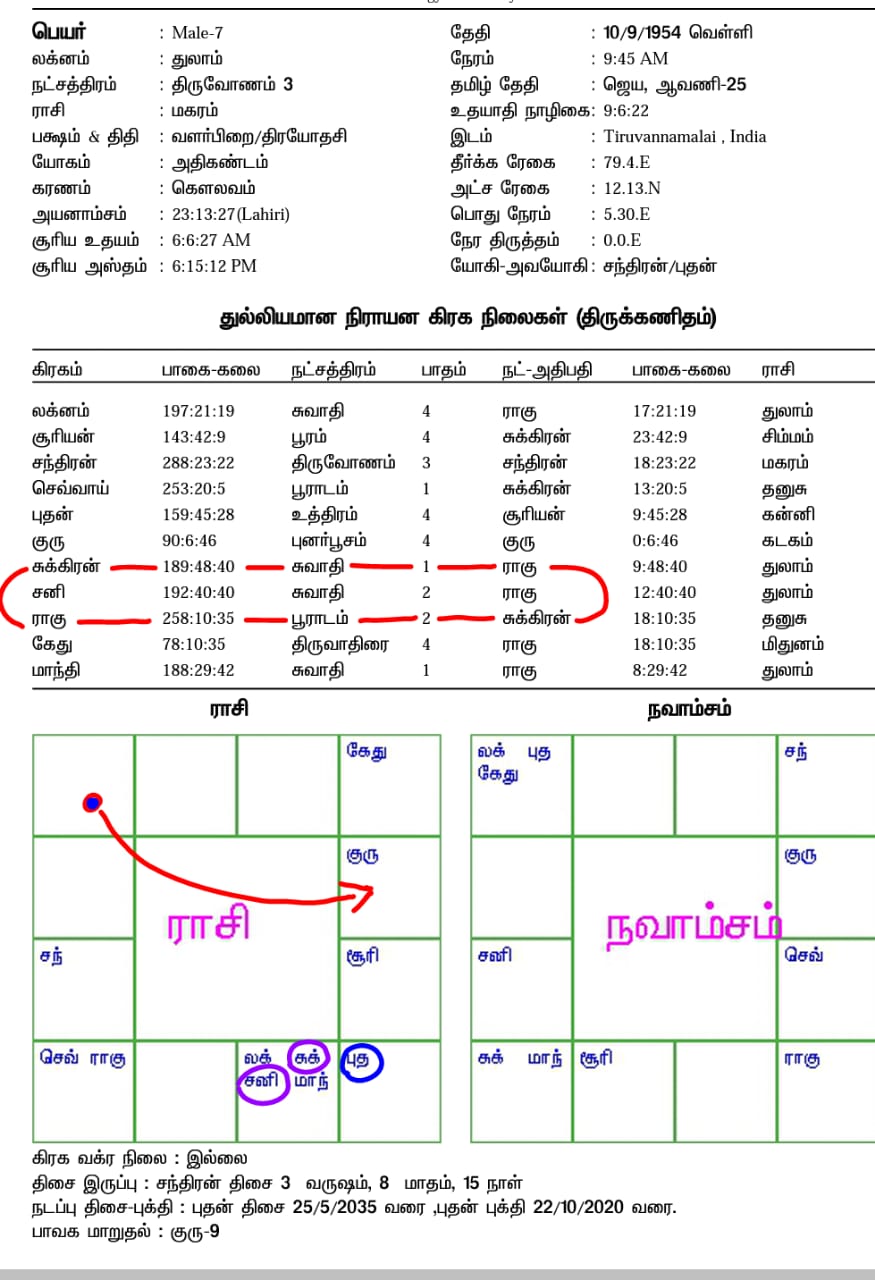 பெயர் : Male-7 தேதி : 10/9/1954 வெள்ளி
லக்னம் : துலாம் நேரம் : 9:45 AM
நட்சத்திரம் : திருவோணம் 3 தமிழ் தேதி : ஜெய, ஆவணி-25
ராசி : மகரம் உதயாதி நாழிகை: 9:6:22
பக்ஷம் & திதி : வளர்பிறை/திரயோதசி இடம் : Tiruvannamalai , India
யோகம் : அதிகண்டம் தீர்க்க ரேகை : 79.4.E
கரணம் : கௌலவம் அட்ச ரேகை : 12.13.N
அயனாம்சம் : 23:13:27(Lahiri) பொது நேரம் : 5.30.E
சூரிய உதயம் : 6:6:27 AM நேர திருத்தம் : 0.0.E
சூரிய அஸ்தம் : 6:15:12 PM யோகி-அவயோகி : சந்திரன்/புதன்
துல்லியமான நிராயன கிரக நிலைகள் (திருக்கணிதம்)
கிரகம் பாகை-கலை நட்சத்திரம் பாதம் நட்-அதிபதி பாகை-கலை ராசி
லக்னம் 197:21:19 சுவாதி 4 ராகு 17:21:19 துலாம்
சூரியன் 143:42:9 பூரம் 4 சுக்கிரன் 23:42:9 சிம்மம்
சந்திரன் 288:23:22 திருவோணம் 3 சந்திரன் 18:23:22 மகரம்
செவ்வாய் 253:20:5 பூராடம் 1 சுக்கிரன் 13:20:5 தனுசு
புதன் 159:45:28 உத்திரம் 4 சூரியன் 9:45:28 கன்னி
குரு 90:6:46 புனர்பூசம் 4 குரு 0:6:46 கடகம்
சுக்கிரன் 189:48:40 சுவாதி 1 ராகு 9:48:40 துலாம்
சனி 192:40:40 சுவாதி 2 ராகு 12:40:40 துலாம்
ராகு 258:10:35 பூராடம் 2 சுக்கிரன் 18:10:35 தனுசு
கேது 78:10:35 திருவாதிரை 4 ராகு 18:10:35 மிதுனம்
மாந்தி 188:29:42 சுவாதி 1 ராகு 8:29:42 துலாம்
ராசி நவாம்சம்
கேது லக் புத சந்
கேது
குரு குரு
ராசி நவாம்சம்
சந் சூரி சனி செவ்
செவ் ராகு லக் சுக் புத சுக் மாந் சூரி ராகு
சனி மாந்
கிரக வக்ர நிலை : இல்லை
திசை இருப்பு : சந்திரன் திசை 3 வருஷம், 8 மாதம், 15 நாள்
நடப்பு திசை-புக்தி : புதன் திசை 25/5/2035 வரை ,புதன் புக்தி 22/10/2020 வரை.
பாவக மாறுதல் : குரு-9